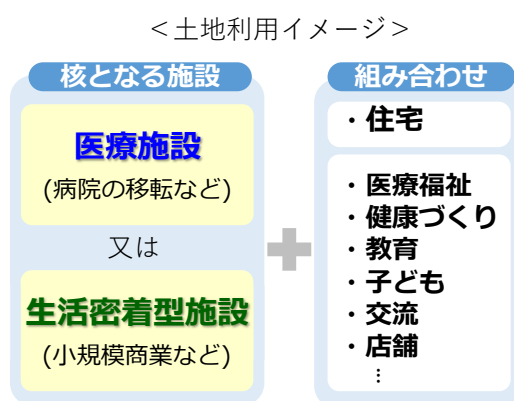 ＜土地利用イメージ＞
核となる施設
医療施設
(病院の移転など)
又は
生活密着型施設
(小規模商業など)
組み合わせ
・住宅
・医療福祉
・健康づくり
・教育
・子ども
・交流
・店舗
…